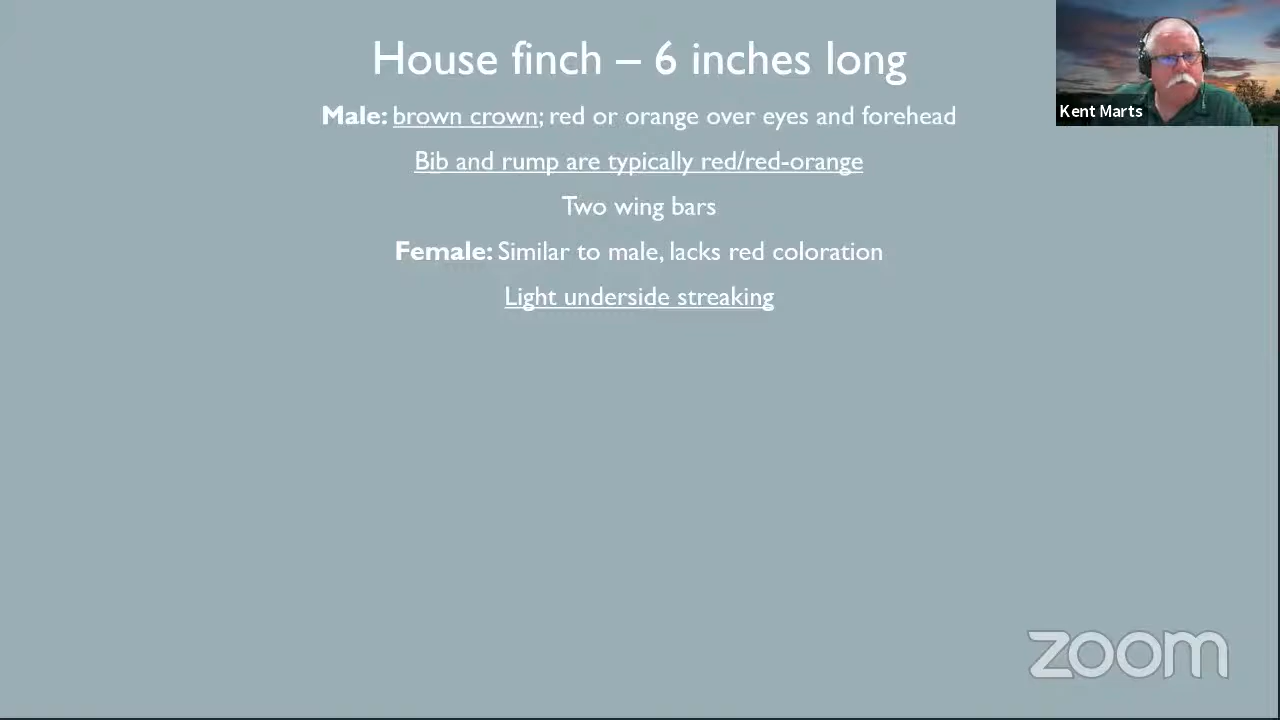 House finch – 6 inches long
Male: brown crown; red or orange over eyes and forehead
Bib and rump are typically red/red-orange
Two wing bars
Female: Similar to male, lacks red coloration
Light underside streaking
Kent Marts
zoom